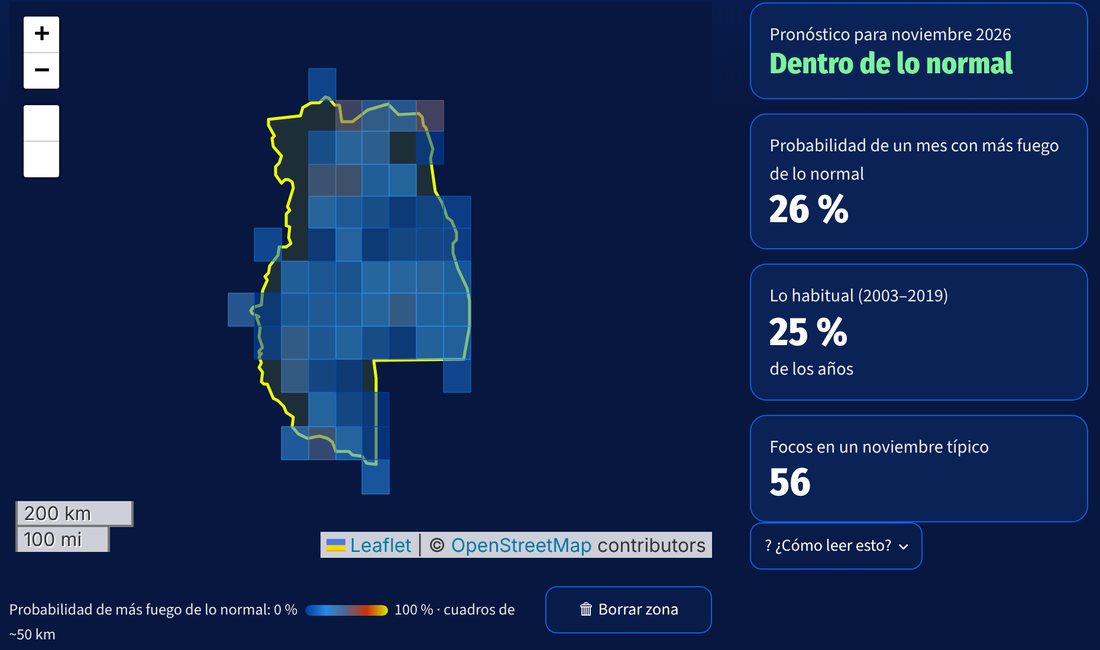 +
−
Pronóstico para noviembre 2026
Dentro de lo normal
Probabilidad de un mes con más fuego
de lo normal
26 %
Lo habitual (2003–2019)
25 %
de los años
Focos en un noviembre típico
56
? ¿Cómo leer esto?
200 km
100 mi
Leaflet | © OpenStreetMap contributors
Probabilidad de más fuego de lo normal: 0 % 100 % · cuadros de
~50 km
🗑 Borrar zona